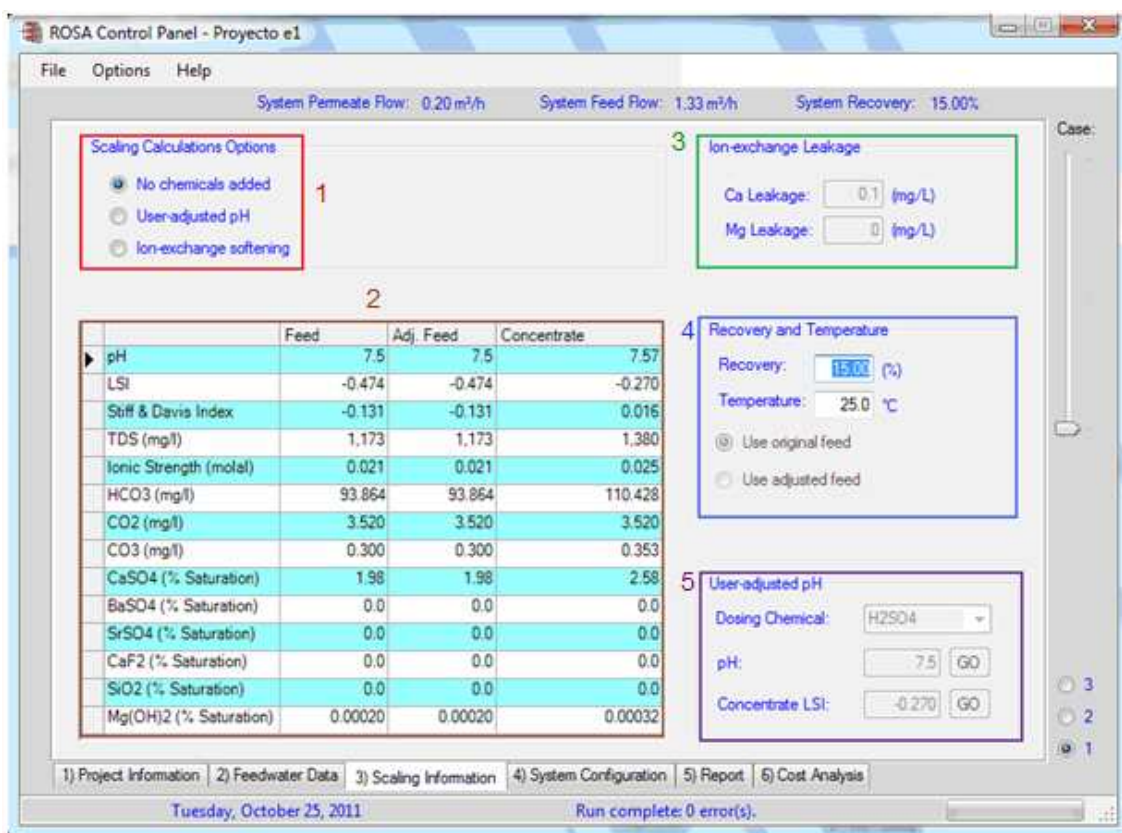 ROSA Control Panel - Proyecto e1
File Options Help
System Permeate Flow: 0.20 m³/h System Feed Flow: 1.33 m³/h System Recovery: 15.00%
Case:
Scaling Calculations Options
No chemicals added
User-adjusted pH
Ion-exchange softening
1
3
Ion-exchange Leakage
Ca Leakage: 0.1 (mg/L)
Mg Leakage: 0 (mg/L)
2
Feed Adj. Feed Concentrate
pH 7.5 7.5 7.57
LSI -0.474 -0.474 -0.270
Stiff & Davis Index -0.131 -0.131 0.016
TDS (mg/l) 1,173 1,173 1,380
Ionic Strength (molal) 0.021 0.021 0.025
HCO3 (mg/l) 93.864 93.864 110.428
CO2 (mg/l) 3.520 3.520 3.520
CO3 (mg/l) 0.300 0.300 0.353
CaSO4 (% Saturation) 1.98 1.98 2.58
BaSO4 (% Saturation) 0.0 0.0 0.0
SrSO4 (% Saturation) 0.0 0.0 0.0
CaF2 (% Saturation) 0.0 0.0 0.0
SiO2 (% Saturation) 0.0 0.0 0.0
Mg(OH)2 (% Saturation) 0.00020 0.00020 0.00032
4
Recovery and Temperature
Recovery: 15.00 (%)
Temperature: 25.0 °C
Use original feed
Use adjusted feed
5
User-adjusted pH
Dosing Chemical: H2SO4
pH: 7.5 GO
Concentrate LSI: -0.270 GO
3
2
1
1) Project Information 2) Feedwater Data 3) Scaling Information 4) System Configuration 5) Report 6) Cost Analysis
Tuesday, October 25, 2011 Run complete: 0 error(s).